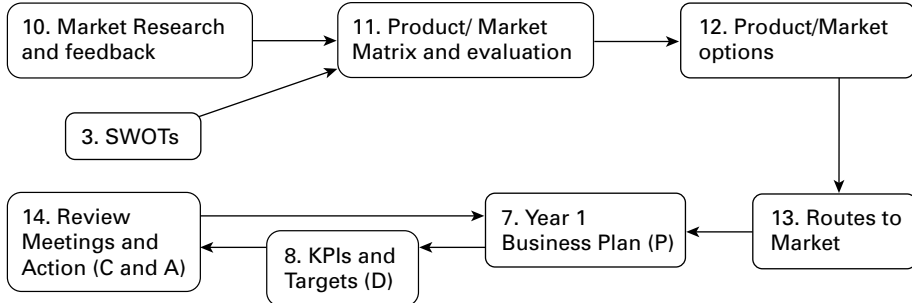 10. Market Research
and feedback
11. Product/ Market
Matrix and evaluation
12. Product/Market
options
3. SWOTs
14. Review
Meetings and
Action (C and A)
8. KPIs and
Targets (D)
7. Year 1
Business Plan (P)
13. Routes to
Market